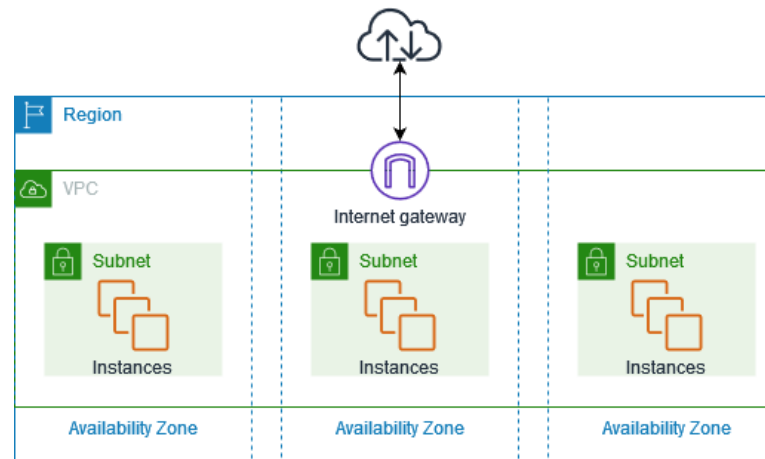 Region
VPC
Internet gateway
Subnet
Subnet
Subnet
Instances
Instances
Instances
Availability Zone
Availability Zone
Availability Zone